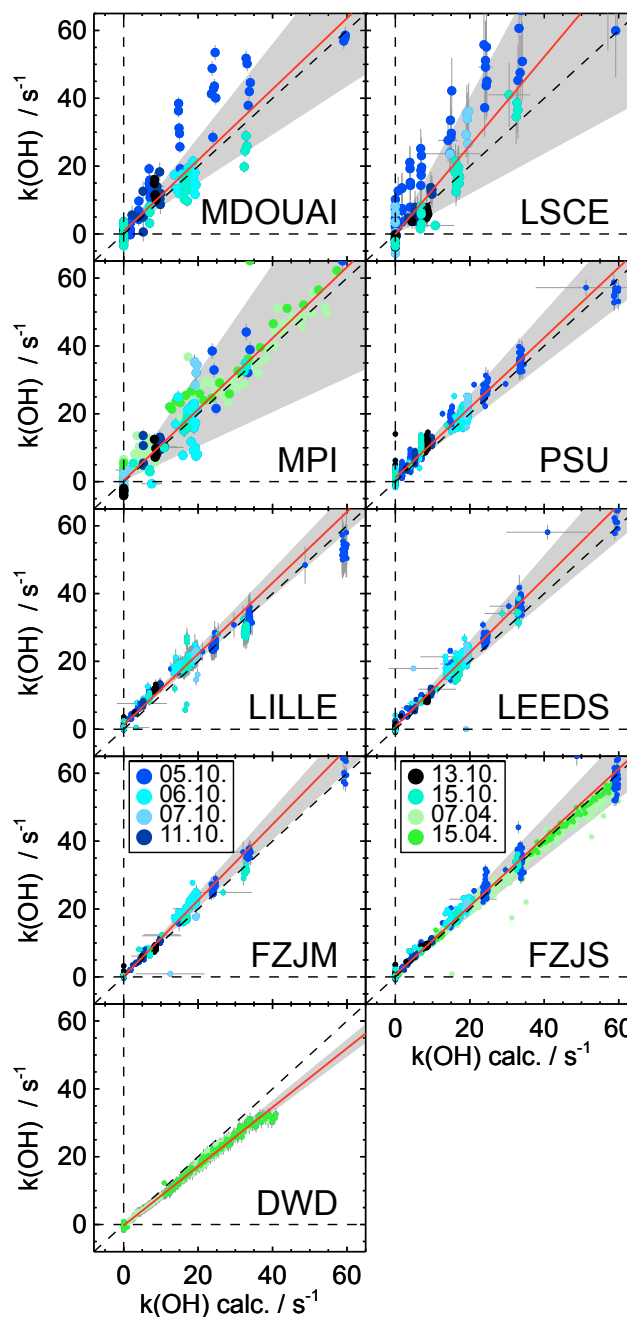 60
40
20
0
k(OH) / s⁻¹
MDOUAI
LSCE
60
40
20
0
k(OH) / s⁻¹
MPI
PSU
60
40
20
0
k(OH) / s⁻¹
LILLE
LEEDS
60
40
20
0
k(OH) / s⁻¹
05.10.
06.10.
07.10.
11.10.
FZJM
13.10.
15.10.
07.04.
15.04.
FZJS
0 20 40 60
k(OH) calc. / s⁻¹
60
40
20
0
k(OH) / s⁻¹
DWD
0 20 40 60
k(OH) calc. / s⁻¹